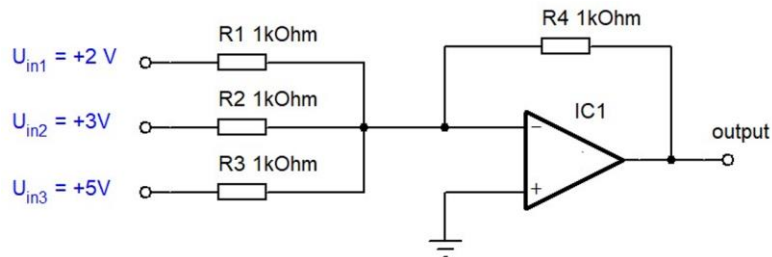 R1 1kOhm
R4 1kOhm
Uin1 = +2 V
R2 1kOhm
IC1
Uin2 = +3V
−
output
R3 1kOhm
Uin3 = +5V
+